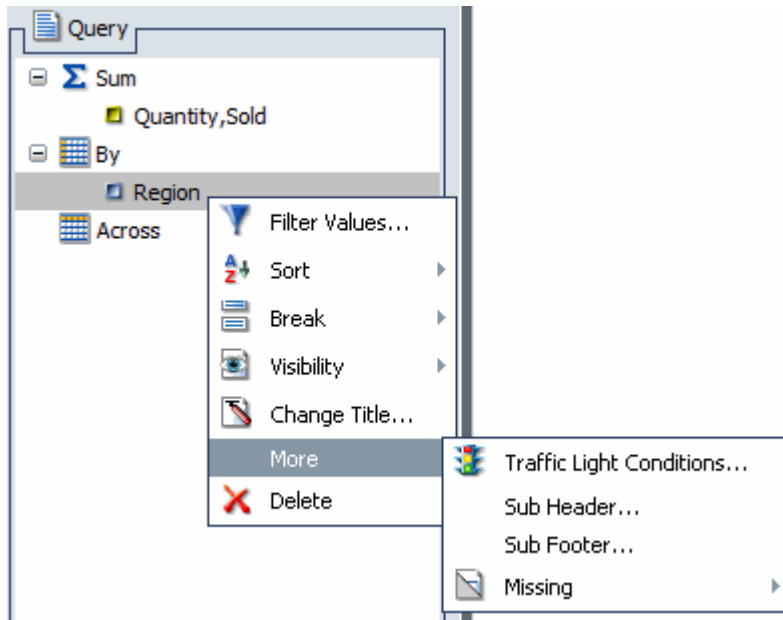 Query
Sum
Quantity,Sold
By
Region
Across
Filter Values...
Sort
Break
Visibility
Change Title...
More
Delete
Traffic Light Conditions...
Sub Header...
Sub Footer...
Missing